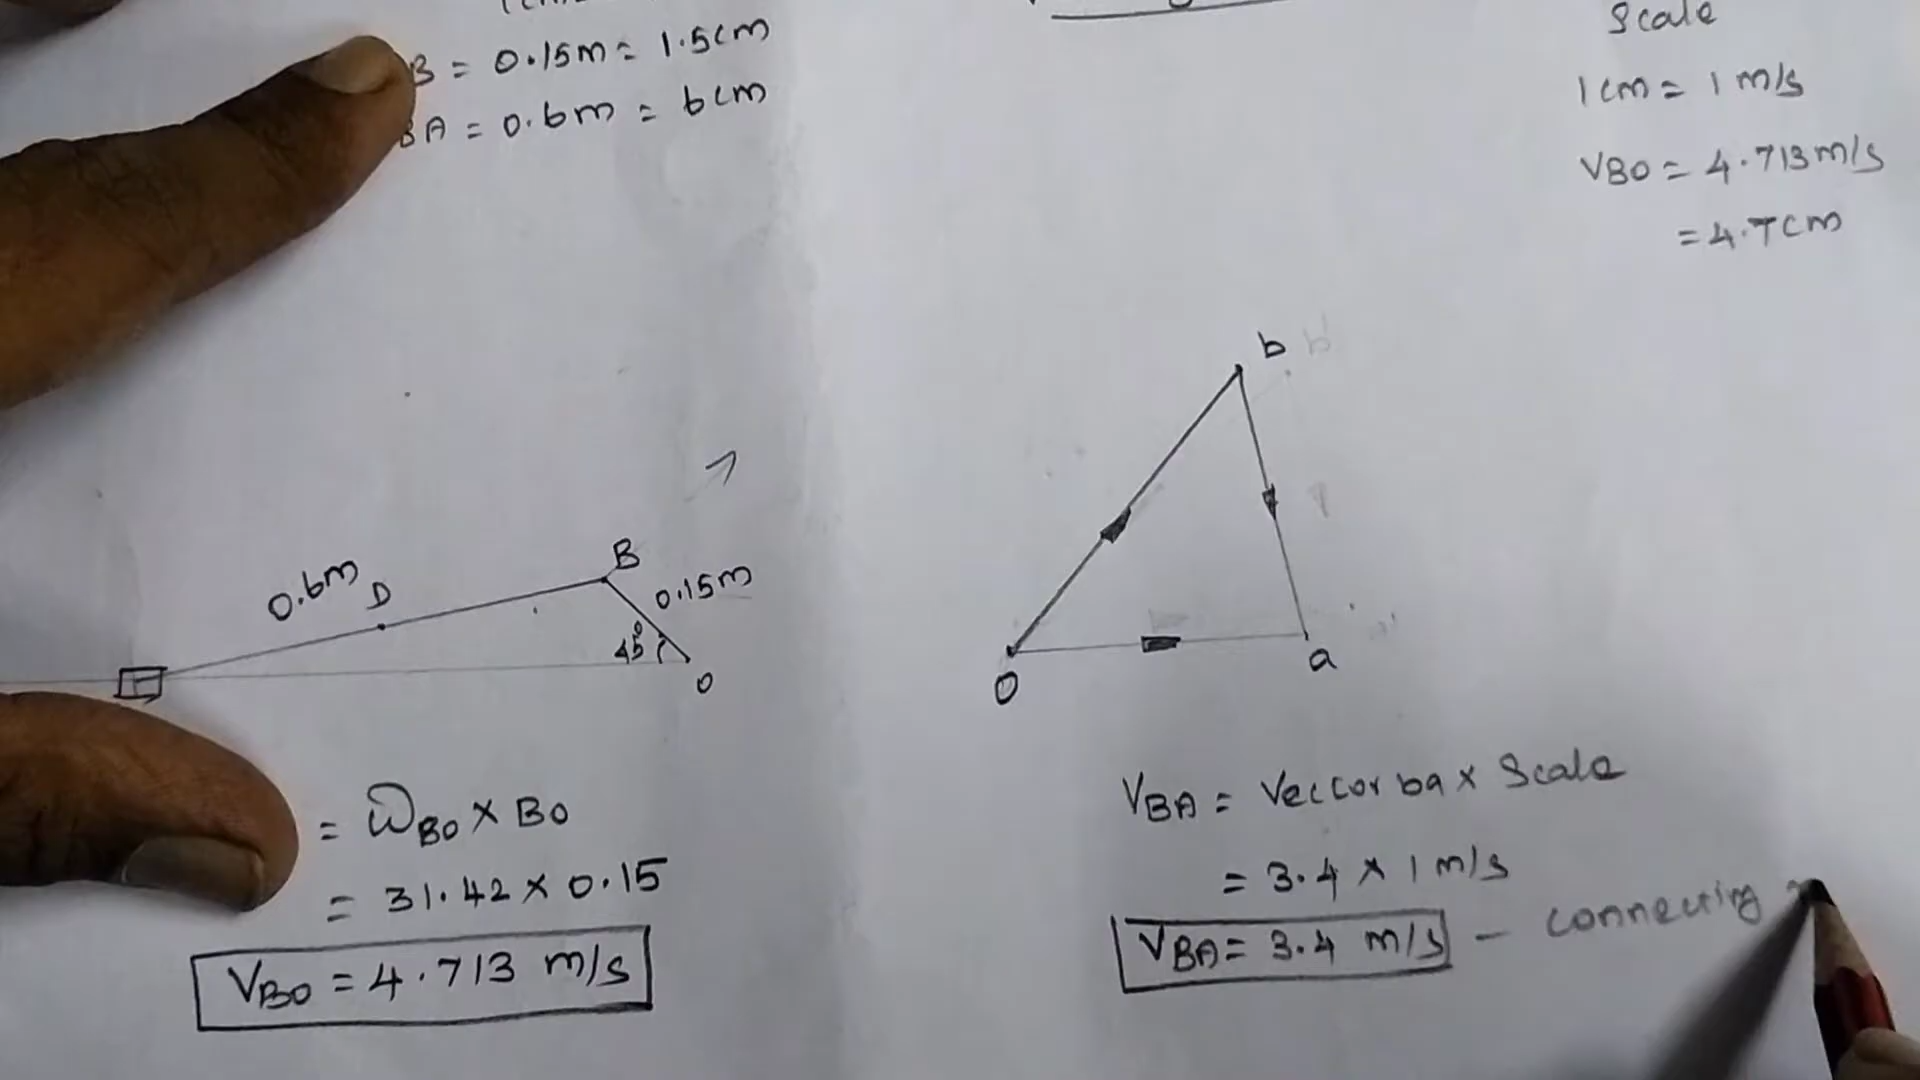 B = 0.15m = 1.5cm
BA = 0.6m = 6cm
Scale
1cm = 1 m/s
VBO = 4.713m/s
= 4.7cm
b
0.6m
D
B
0.15m
45°
O
O
a
= ωBO × BO
= 31.42 × 0.15
VBO = 4.713 m/s
VBA = Vector ba × Scale
= 3.4 × 1 m/s
VBA = 3.4 m/s - connecting